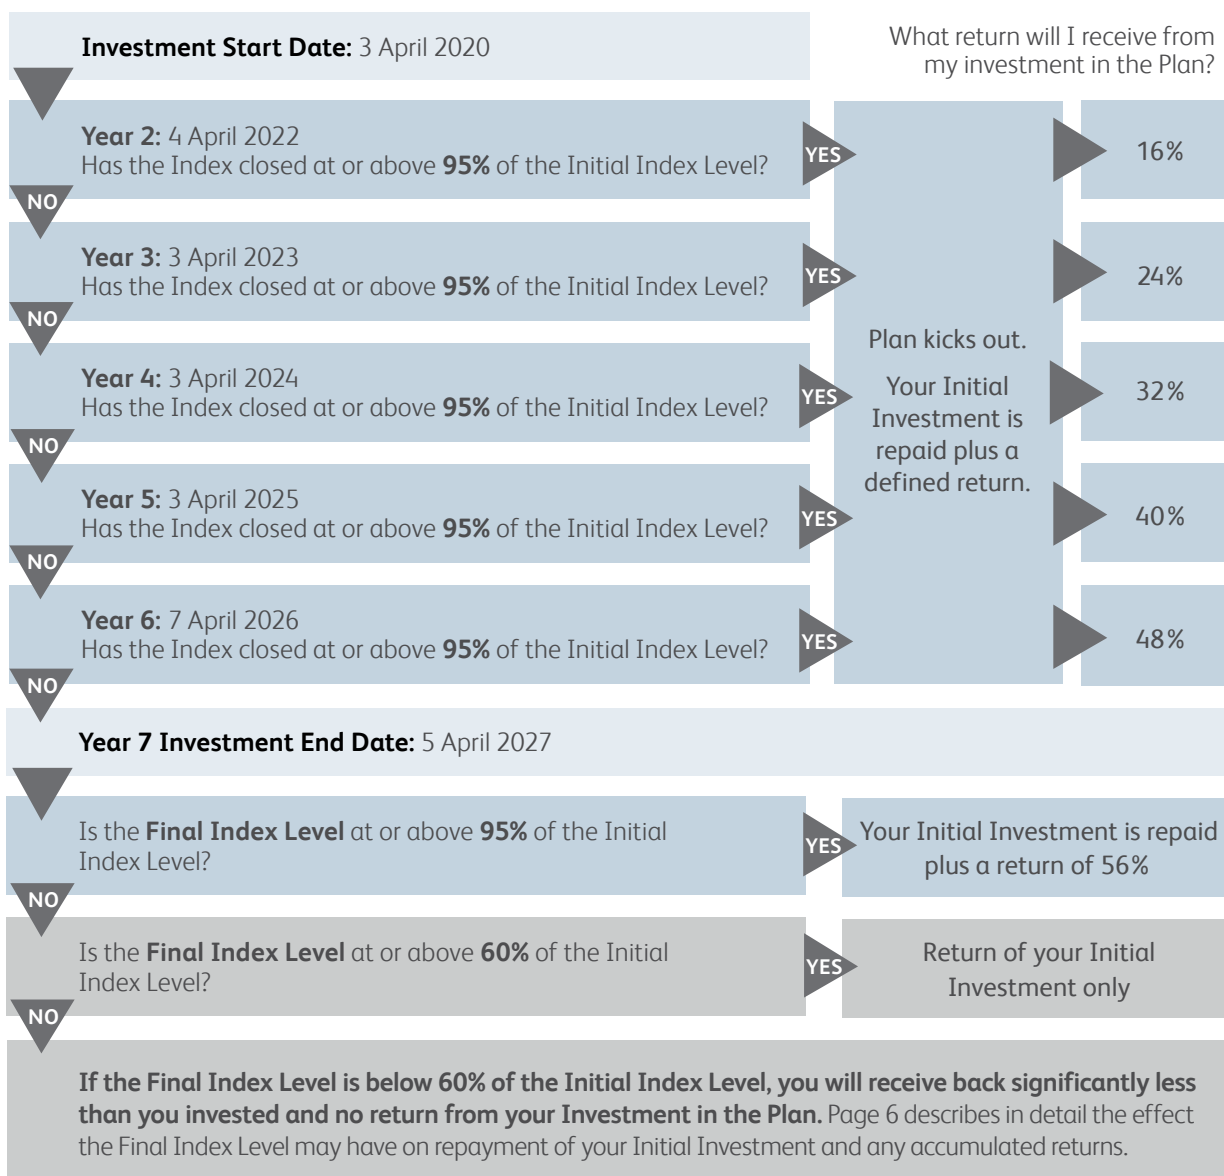 Investment Start Date: 3 April 2020
What return will I receive from
my investment in the Plan?
Year 2: 4 April 2022
Has the Index closed at or above 95% of the Initial Index Level?
YES
16%
NO
Year 3: 3 April 2023
Has the Index closed at or above 95% of the Initial Index Level?
YES
24%
NO
Year 4: 3 April 2024
Has the Index closed at or above 95% of the Initial Index Level?
YES
32%
NO
Year 5: 3 April 2025
Has the Index closed at or above 95% of the Initial Index Level?
YES
40%
NO
Year 6: 7 April 2026
Has the Index closed at or above 95% of the Initial Index Level?
YES
48%
NO
Plan kicks out.
Your Initial
Investment is
repaid plus a
defined return.
Year 7 Investment End Date: 5 April 2027
Is the Final Index Level at or above 95% of the Initial
Index Level?
YES
Your Initial Investment is repaid
plus a return of 56%
NO
Is the Final Index Level at or above 60% of the Initial
Index Level?
YES
Return of your Initial
Investment only
NO
If the Final Index Level is below 60% of the Initial Index Level, you will receive back significantly less
than you invested and no return from your Investment in the Plan. Page 6 describes in detail the effect
the Final Index Level may have on repayment of your Initial Investment and any accumulated returns.